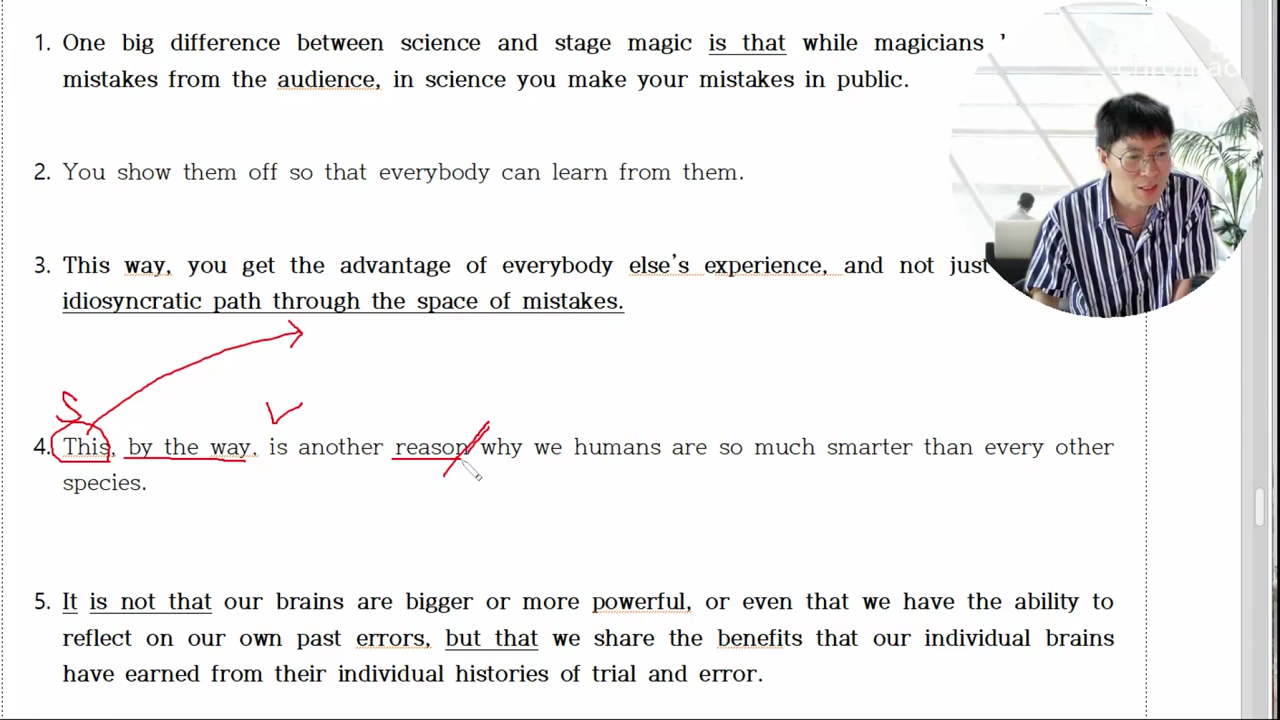 1. One big difference between science and stage magic is that while magicians
mistakes from the audience, in science you make your mistakes in public.
2. You show them off so that everybody can learn from them.
3. This way, you get the advantage of everybody else's experience, and not just
idiosyncratic path through the space of mistakes.
S V
4. This, by the way, is another reason why we humans are so much smarter than every other
species.
5. It is not that our brains are bigger or more powerful, or even that we have the ability to
reflect on our own past errors, but that we share the benefits that our individual brains
have earned from their individual histories of trial and error.